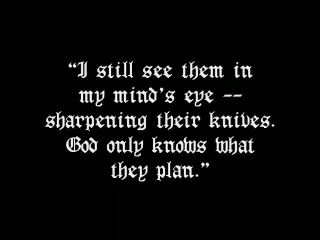 “I still see them in
my mind’s eye --
sharpening their knives.
God only knows what
they plan.”